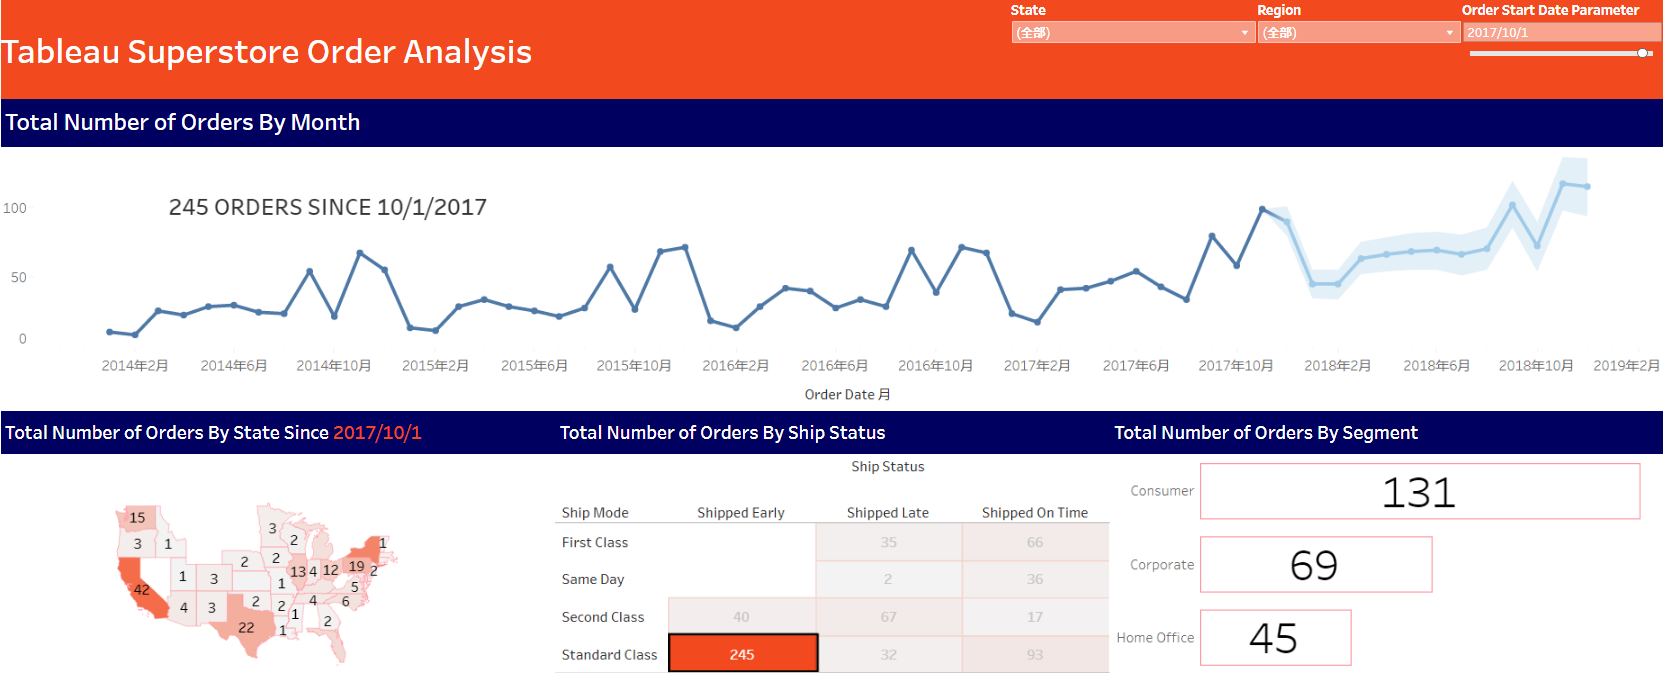 State
Region
Order Start Date Parameter
(全部)
(全部)
2017/10/1
Tableau Superstore Order Analysis
Total Number of Orders By Month
245 ORDERS SINCE 10/1/2017
100
50
0
2014年2月 2014年6月 2014年10月 2015年2月 2015年6月 2015年10月 2016年2月 2016年6月 2016年10月 2017年2月 2017年6月 2017年10月 2018年2月 2018年6月 2018年10月 2019年2月
Order Date 月
Total Number of Orders By State Since 2017/10/1
15
3
1
3
2
1
2
2
13
4
12
19
2
42
1
3
1
5
4
3
2
2
4
6
1
22
1
2
Total Number of Orders By Ship Status
Ship Status
Ship Mode Shipped Early Shipped Late Shipped On Time
First Class 35 66
Same Day 2 36
Second Class 40 67 17
Standard Class 245 32 93
Total Number of Orders By Segment
Consumer 131
Corporate 69
Home Office 45